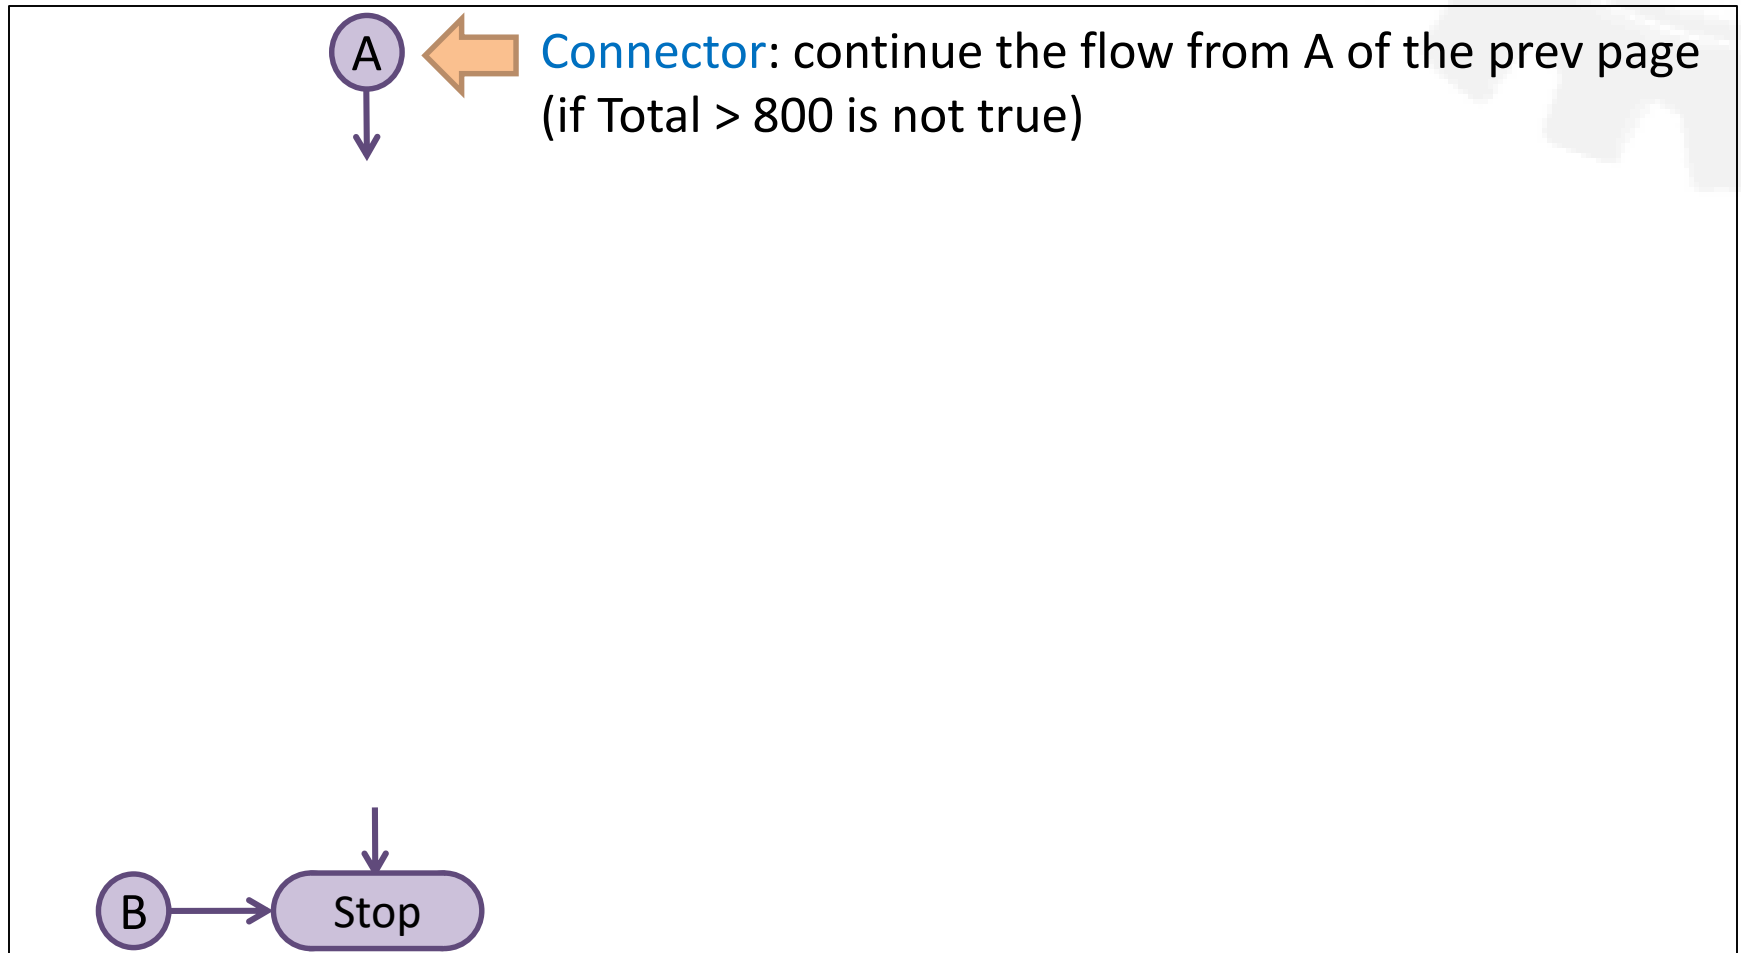 A
Connector: continue the flow from A of the prev page
(if Total > 800 is not true)
B
Stop